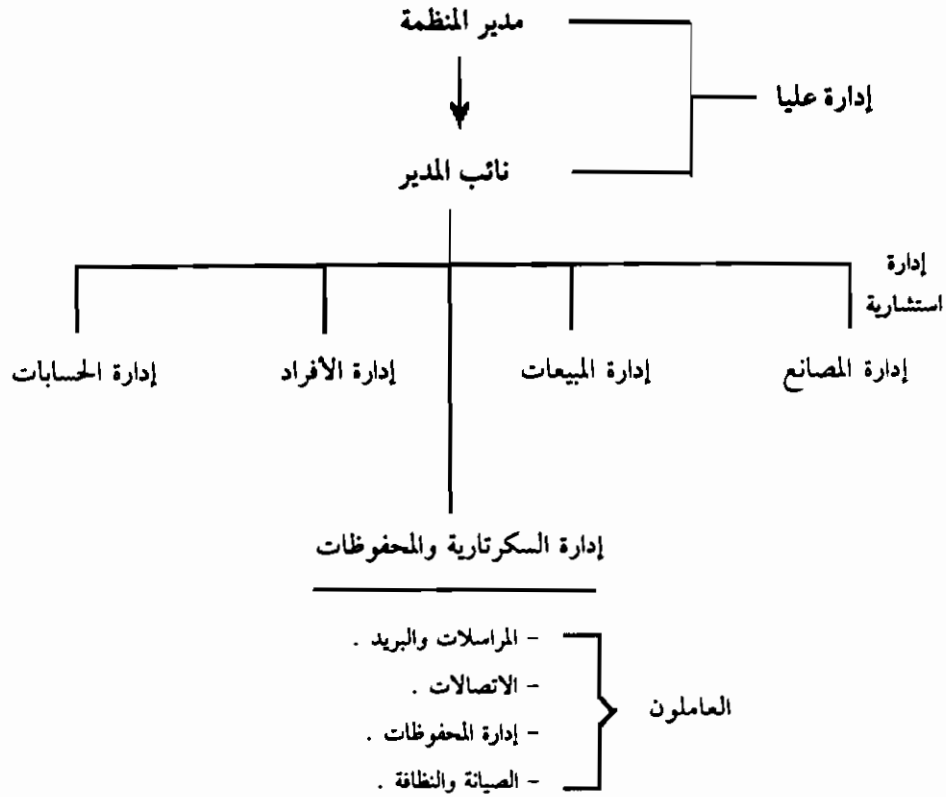 مدير المنظمة
إدارة عليا
نائب المدير
إدارة
استشارية
إدارة المصانع
إدارة المبيعات
إدارة الأفراد
إدارة الحسابات
إدارة السكرتارية والمحفوظات
- المراسلات والبريد .
- الاتصالات .
العاملون
- إدارة المحفوظات .
- الصيانة والنظافة .